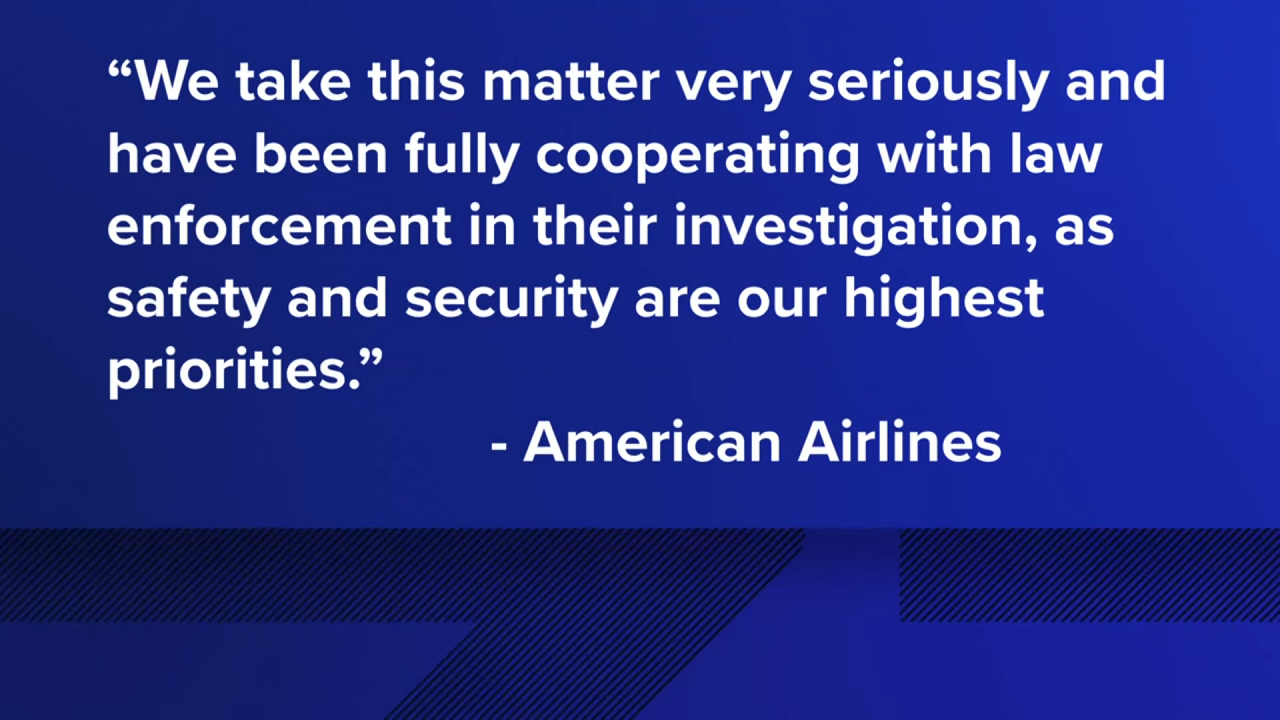 “We take this matter very seriously and
have been fully cooperating with law
enforcement in their investigation, as
safety and security are our highest
priorities.”
- American Airlines